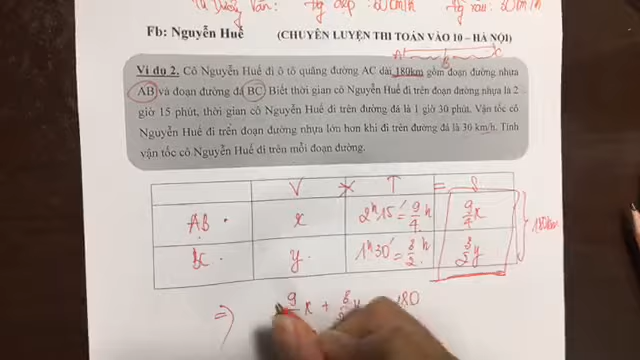 Fb: Nguyễn Huế (CHUYÊN LUYỆN THI TOÁN VÀO 10 – HÀ NỘI)
A B C
Ví dụ 2. Cô Nguyễn Huế đi ô tô quãng đường AC dài 180km gồm đoạn đường nhựa
AB và đoạn đường đá BC. Biết thời gian cô Nguyễn Huế đi trên đoạn đường nhựa là 2
giờ 15 phút, thời gian cô Nguyễn Huế đi trên đường đá là 1 giờ 30 phút. Vận tốc cô
Nguyễn Huế đi trên đoạn đường nhựa lớn hơn khi đi trên đường đá là 30 km/h. Tính
vận tốc cô Nguyễn Huế đi trên mỗi đoạn đường.
V × T = S
AB x 2h15' = 9/4 h 9/4 x
BC y 1h30' = 3/2 h 3/2 y
180km
⇒ 9 x + 3 180